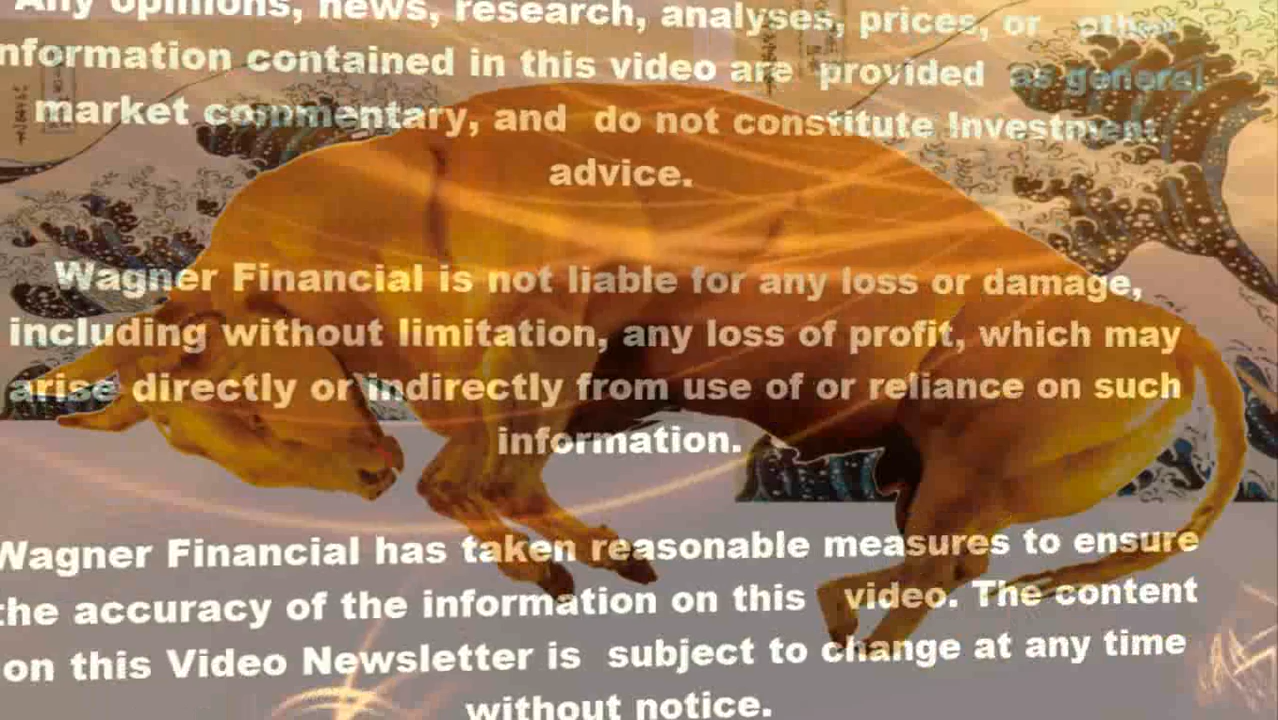 Any opinions, news, research, analyses, prices, or other
nformation contained in this video are provided as general
market commentary, and do not constitute Investment
advice.
Wagner Financial is not liable for any loss or damage,
including without limitation, any loss of profit, which may
arise directly or indirectly from use of or reliance on such
information.
Wagner Financial has taken reasonable measures to ensure
the accuracy of the information on this video. The content
on this Video Newsletter is subject to change at any time
without notice.